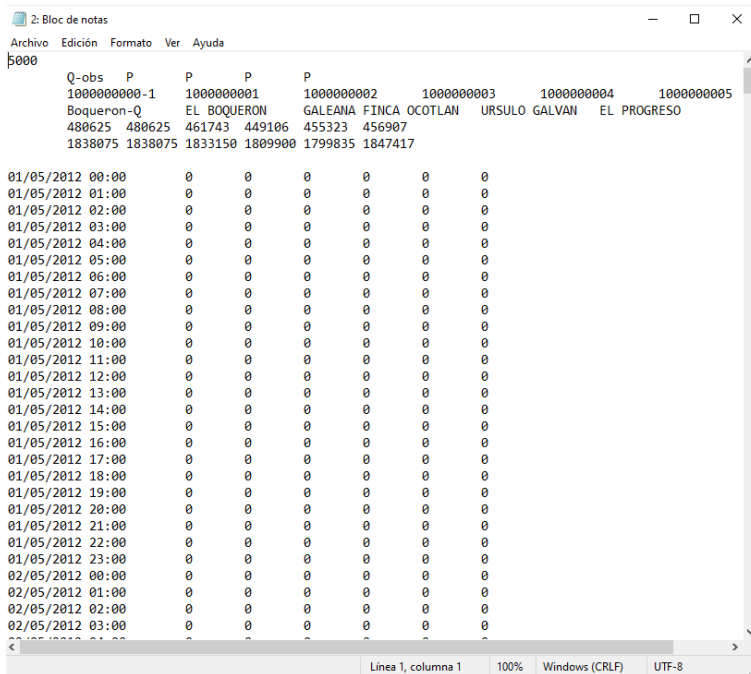 2: Bloc de notas
Archivo Edición Formato Ver Ayuda
5000
Q-obs P P P P
1000000000-1 1000000001 1000000002 1000000003 1000000004 1000000005
Boqueron-Q EL BOQUERON GALEANA FINCA OCOTLAN URSULO GALVAN EL PROGRESO
480625 480625 461743 449106 455323 456907
1838075 1838075 1833150 1809900 1799835 1847417
01/05/2012 00:00 0 0 0 0 0 0
01/05/2012 01:00 0 0 0 0 0 0
01/05/2012 02:00 0 0 0 0 0 0
01/05/2012 03:00 0 0 0 0 0 0
01/05/2012 04:00 0 0 0 0 0 0
01/05/2012 05:00 0 0 0 0 0 0
01/05/2012 06:00 0 0 0 0 0 0
01/05/2012 07:00 0 0 0 0 0 0
01/05/2012 08:00 0 0 0 0 0 0
01/05/2012 09:00 0 0 0 0 0 0
01/05/2012 10:00 0 0 0 0 0 0
01/05/2012 11:00 0 0 0 0 0 0
01/05/2012 12:00 0 0 0 0 0 0
01/05/2012 13:00 0 0 0 0 0 0
01/05/2012 14:00 0 0 0 0 0 0
01/05/2012 15:00 0 0 0 0 0 0
01/05/2012 16:00 0 0 0 0 0 0
01/05/2012 17:00 0 0 0 0 0 0
01/05/2012 18:00 0 0 0 0 0 0
01/05/2012 19:00 0 0 0 0 0 0
01/05/2012 20:00 0 0 0 0 0 0
01/05/2012 21:00 0 0 0 0 0 0
01/05/2012 22:00 0 0 0 0 0 0
01/05/2012 23:00 0 0 0 0 0 0
02/05/2012 00:00 0 0 0 0 0 0
02/05/2012 01:00 0 0 0 0 0 0
02/05/2012 02:00 0 0 0 0 0 0
02/05/2012 03:00 0 0 0 0 0 0
Línea 1, columna 1 100% Windows (CRLF) UTF-8